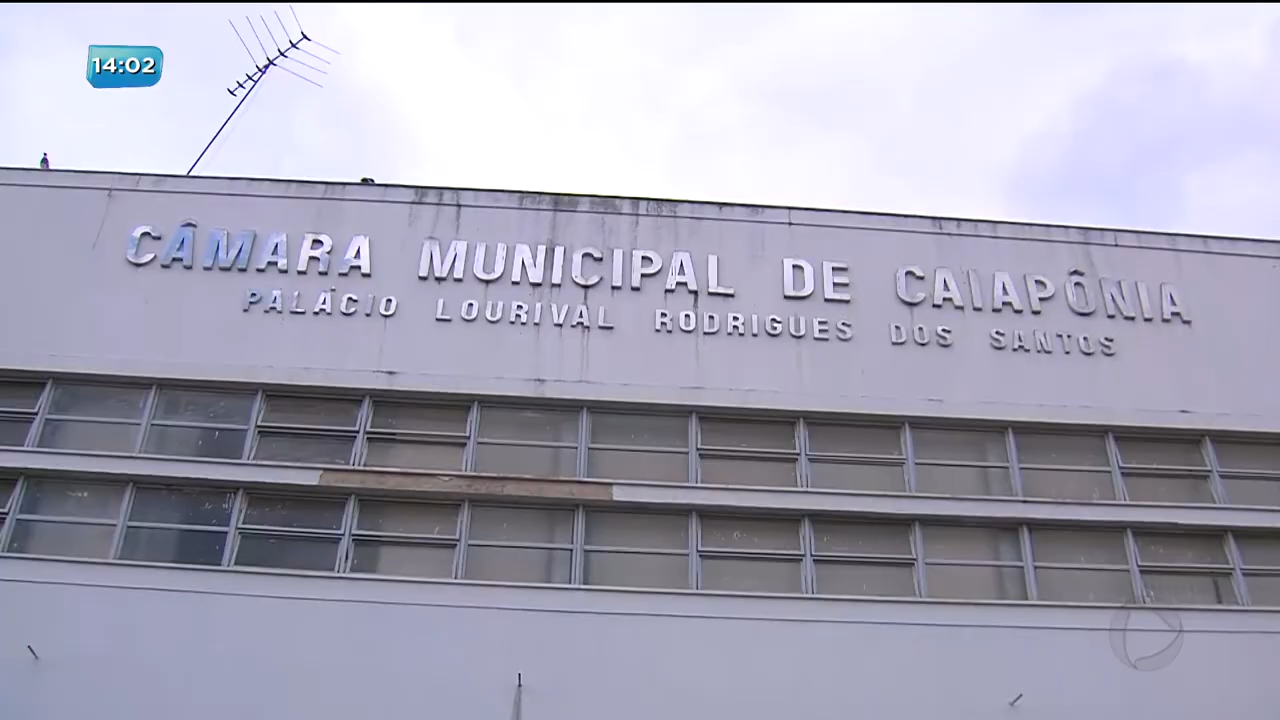 14:02
CÂMARA MUNICIPAL DE CAIAPÔNIA
PALÁCIO LOURIVAL RODRIGUES DOS SANTOS